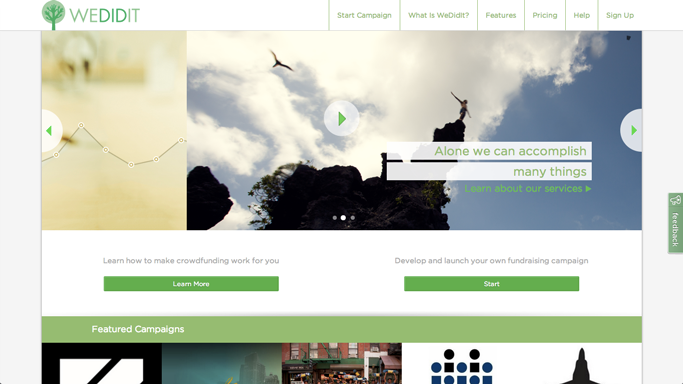 WEDIDIT
Start Campaign
What is WeDidIt?
Features
Pricing
Help
Sign Up
Alone we can accomplish
many things
Learn about our services
feedback
Learn how to make crowdfunding work for you
Develop and launch your own fundraising campaign
Learn More
Start
Featured Campaigns